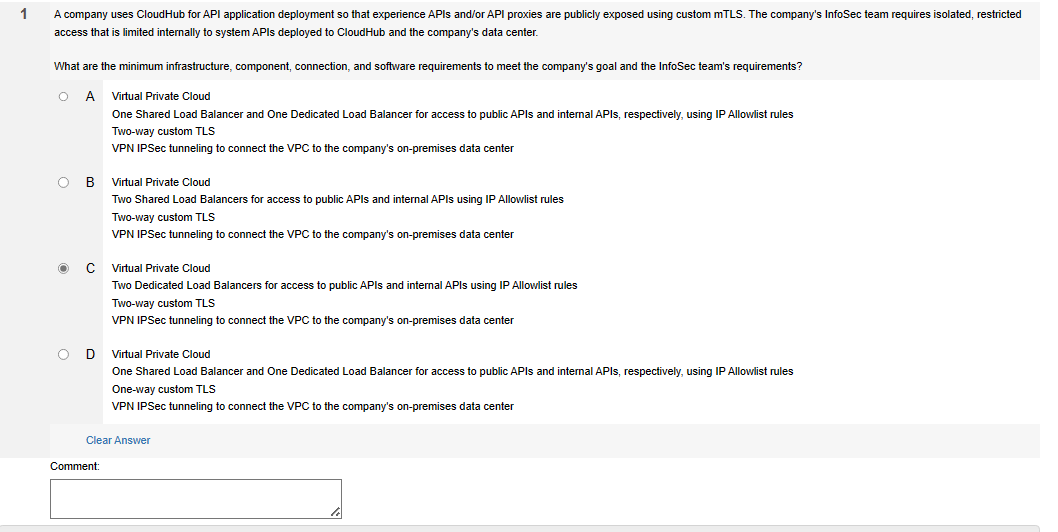 1
A company uses CloudHub for API application deployment so that experience APIs and/or API proxies are publicly exposed using custom mTLS. The company's InfoSec team requires isolated, restricted
access that is limited internally to system APIs deployed to CloudHub and the company's data center.
What are the minimum infrastructure, component, connection, and software requirements to meet the company's goal and the InfoSec team's requirements?
A Virtual Private Cloud
One Shared Load Balancer and One Dedicated Load Balancer for access to public APIs and internal APIs, respectively, using IP Allowlist rules
Two-way custom TLS
VPN IPSec tunneling to connect the VPC to the company's on-premises data center
B Virtual Private Cloud
Two Shared Load Balancers for access to public APIs and internal APIs using IP Allowlist rules
Two-way custom TLS
VPN IPSec tunneling to connect the VPC to the company's on-premises data center
C Virtual Private Cloud
Two Dedicated Load Balancers for access to public APIs and internal APIs using IP Allowlist rules
Two-way custom TLS
VPN IPSec tunneling to connect the VPC to the company's on-premises data center
D Virtual Private Cloud
One Shared Load Balancer and One Dedicated Load Balancer for access to public APIs and internal APIs, respectively, using IP Allowlist rules
One-way custom TLS
VPN IPSec tunneling to connect the VPC to the company's on-premises data center
Clear Answer
Comment: